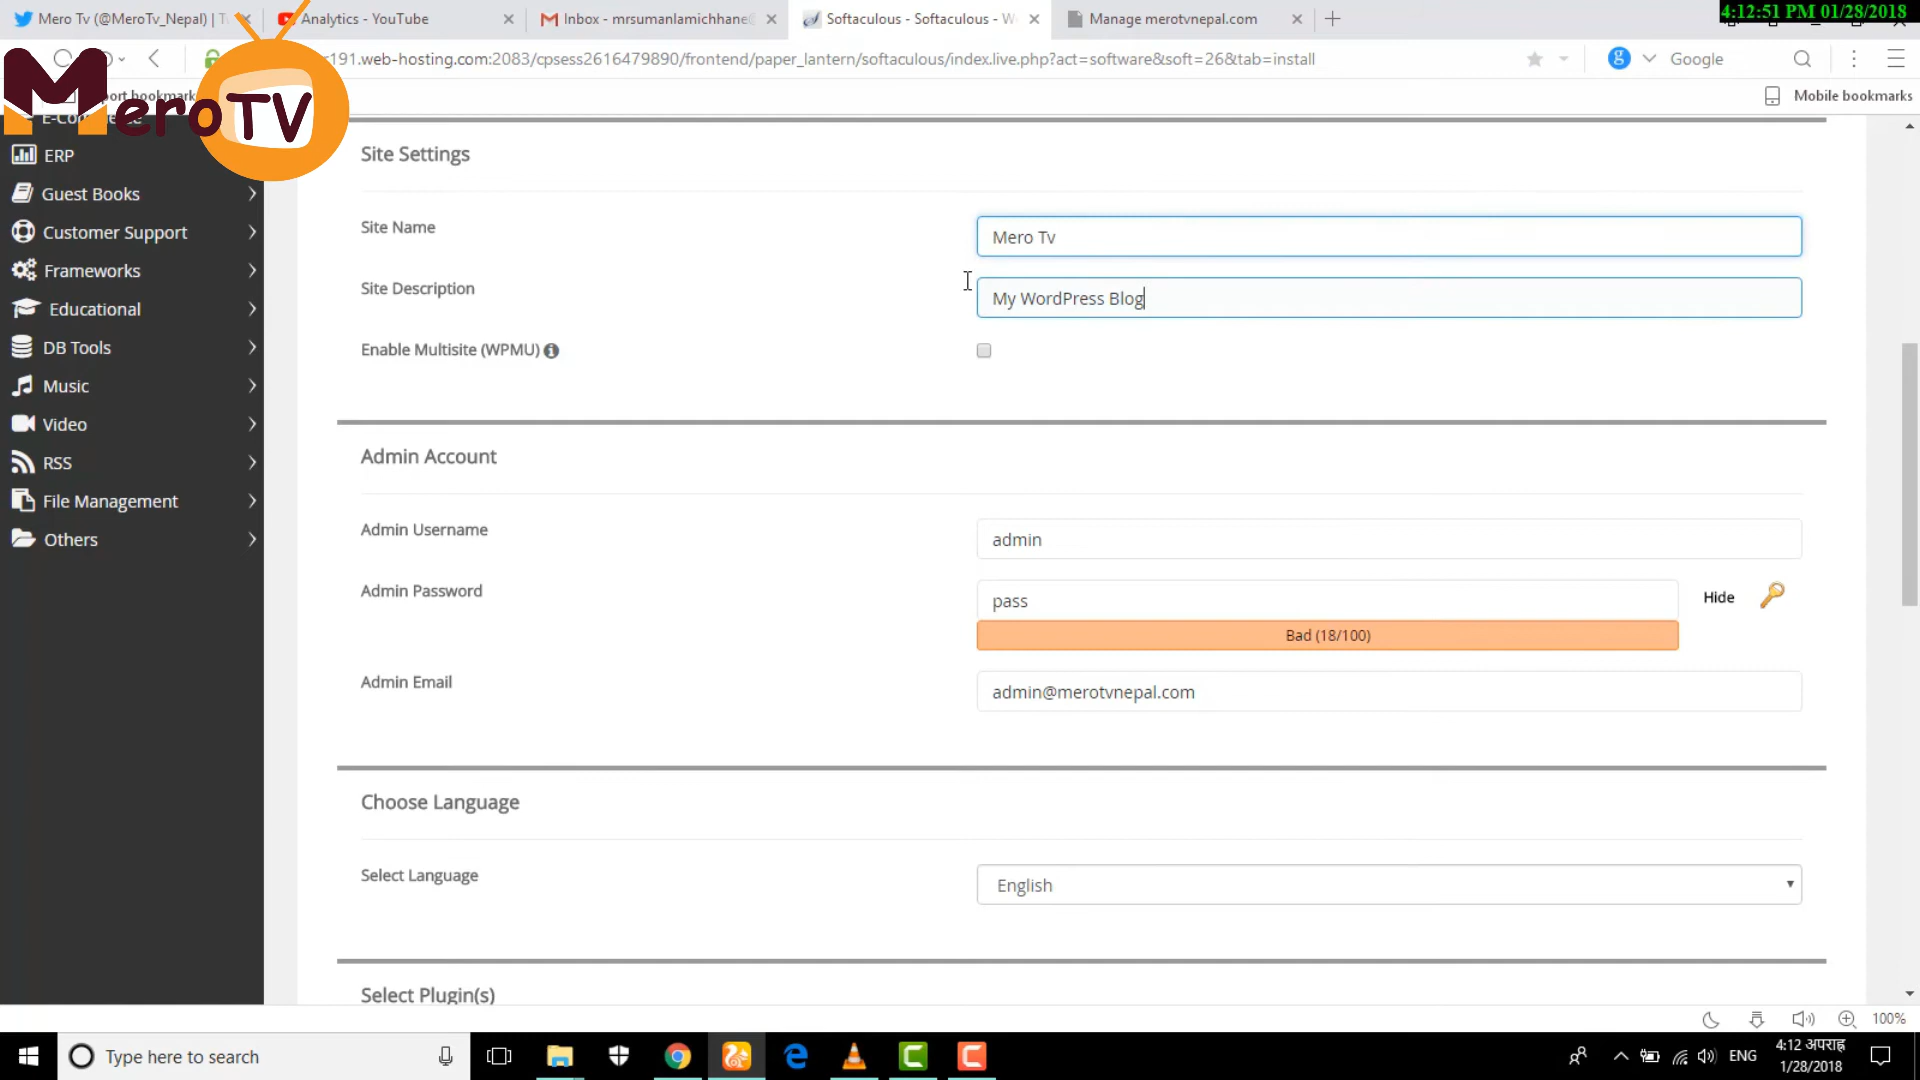 Mero Tv (@MeroTv_Nepal) | T
Analytics - YouTube
Inbox - mrsumanlamichhane
Softaculous - Softaculous - W
Manage merotvnepal.com
4:12:51 PM 01/28/2018
r191.web-hosting.com:2083/cpsess2616479890/frontend/paper_lantern/softaculous/index.live.php?act=software&soft=26&tab=install
Google
Mobile bookmarks
MeroTV
ERP
Guest Books
Customer Support
Frameworks
Educational
DB Tools
Music
Video
RSS
File Management
Others
Site Settings
Site Name
Mero Tv
Site Description
My WordPress Blog
Enable Multisite (WPMU)
Admin Account
Admin Username
admin
Admin Password
pass
Hide
Bad (18/100)
Admin Email
admin@merotvnepal.com
Choose Language
Select Language
English
Select Plugin(s)
100%
Type here to search
ENG
4:12 अपराह्न
1/28/2018